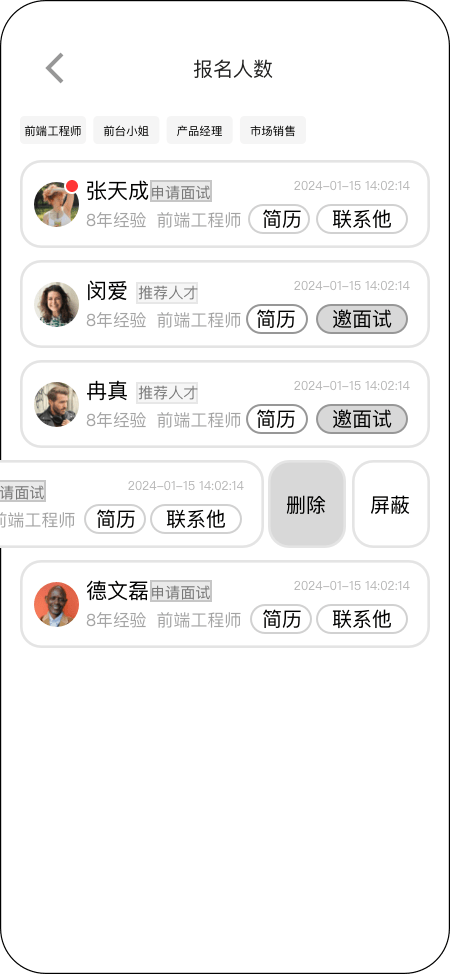 报名人数
前端工程师 前台小姐 产品经理 市场销售
张天成 申请面试 2024-01-15 14:02:14
8年经验 前端工程师 简历 联系他
闵爱 推荐人才 2024-01-15 14:02:14
8年经验 前端工程师 简历 邀面试
冉真 推荐人才 2024-01-15 14:02:14
8年经验 前端工程师 简历 邀面试
请面试 2024-01-15 14:02:14
前端工程师 简历 联系他 删除 屏蔽
德文磊 申请面试 2024-01-15 14:02:14
8年经验 前端工程师 简历 联系他